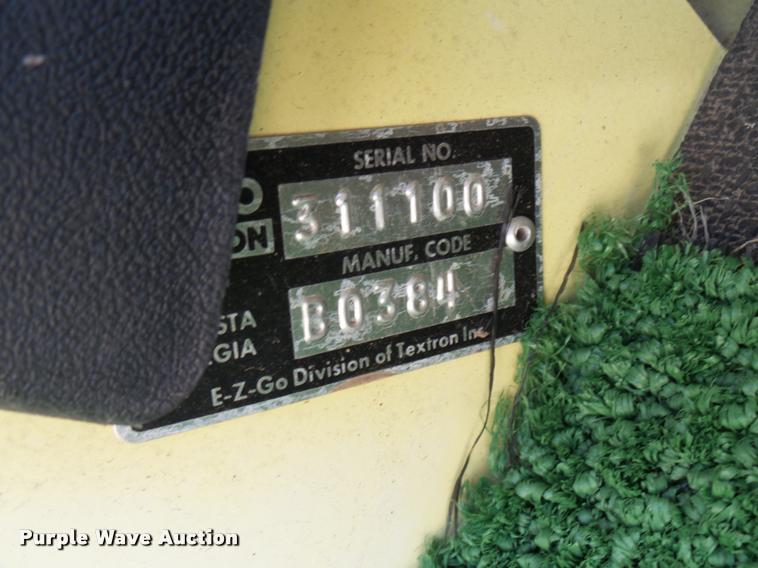 SERIAL NO.
O
311100
ON
MANUF. CODE
B0384
STA
GIA
E-Z-Go Division of Textron Inc.
Purple Wave Auction